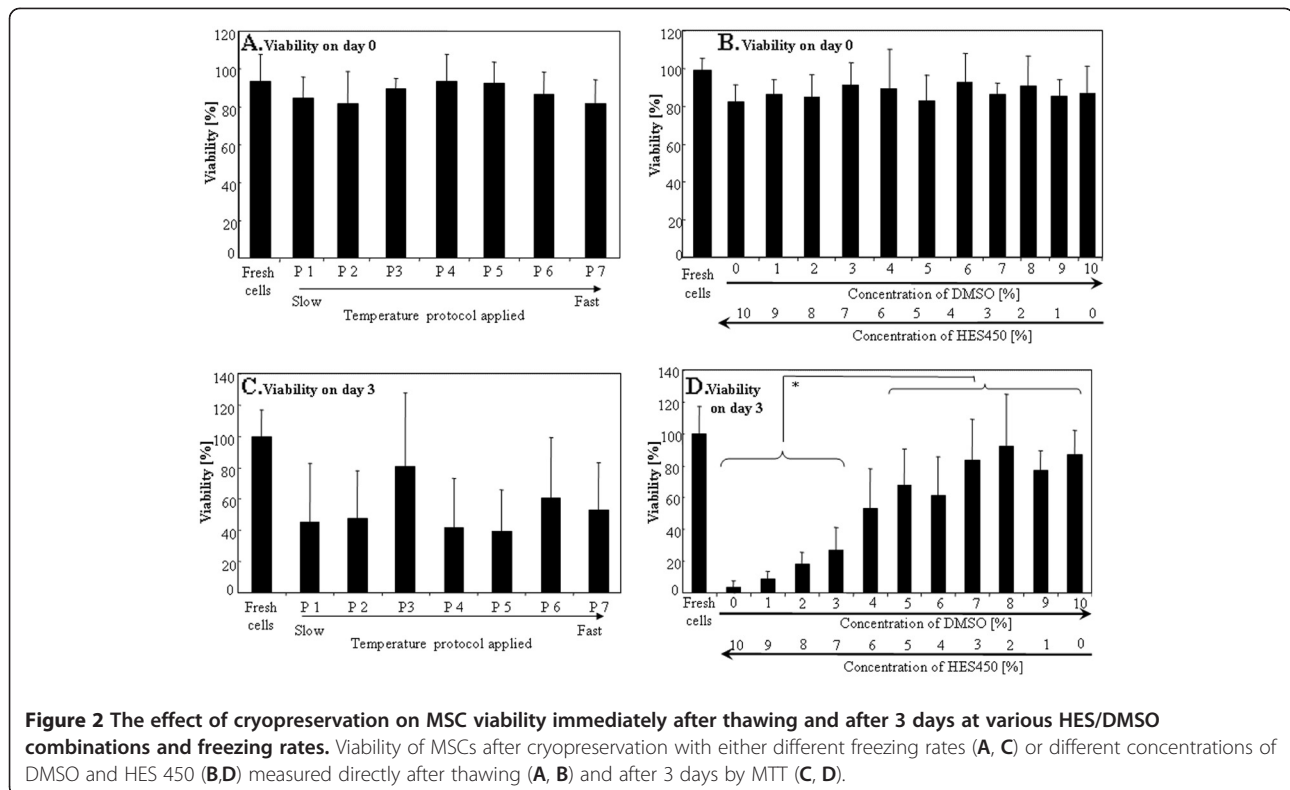 A. Viability on day 0
Viability [%]
120
100
80
60
40
20
0
Fresh cells P 1 P 2 P3 P 4 P 5 P 6 P 7
Slow Fast
Temperature protocol applied
B. Viability on day 0
Viability [%]
120
100
80
60
40
20
0
Fresh cells 0 1 2 3 4 5 6 7 8 9 10
Concentration of DMSO [%]
10 9 8 7 6 5 4 3 2 1 0
Concentration of HES450 [%]
C. Viability on day 3
Viability [%]
140
120
100
80
60
40
20
0
Fresh cells P 1 P 2 P3 P 4 P 5 P 6 P 7
Slow Fast
Temperature protocol applied
D. Viability
on day 3
*
Viability [%]
140
120
100
80
60
40
20
0
Fresh cells 0 1 2 3 4 5 6 7 8 9 10
Concentration of DMSO [%]
10 9 8 7 6 5 4 3 2 1 0
Concentration of HES450 [%]
Figure 2 The effect of cryopreservation on MSC viability immediately after thawing and after 3 days at various HES/DMSO
combinations and freezing rates. Viability of MSCs after cryopreservation with either different freezing rates (A, C) or different concentrations of
DMSO and HES 450 (B,D) measured directly after thawing (A, B) and after 3 days by MTT (C, D).